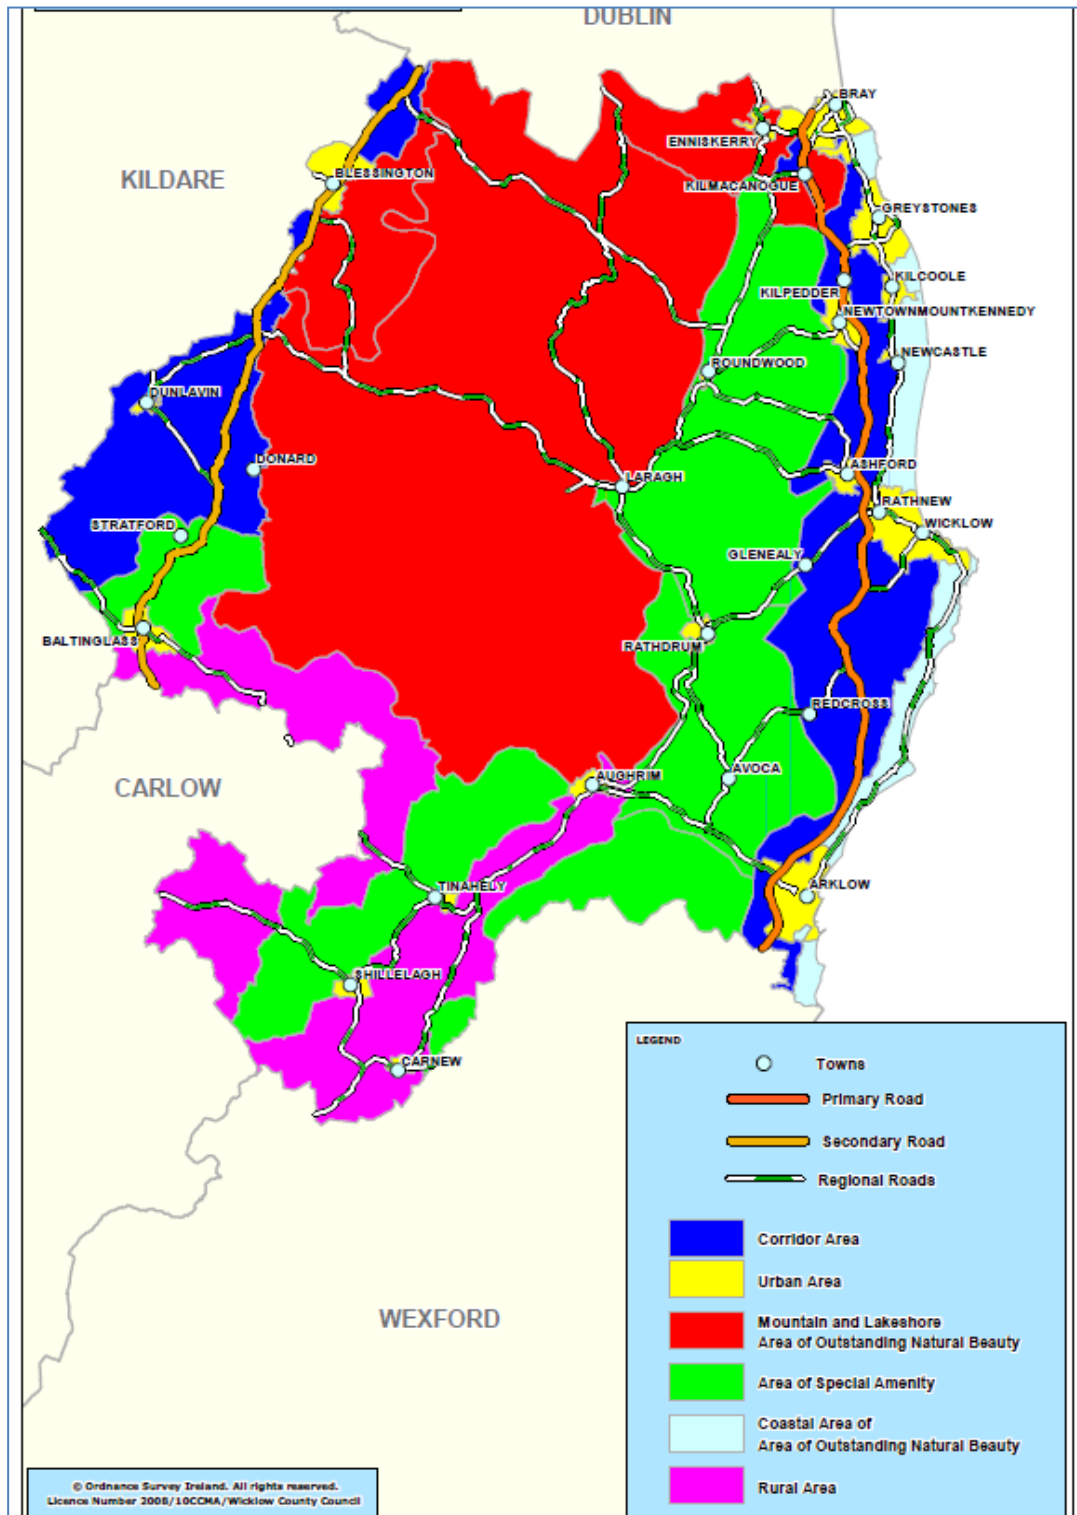 DUBLIN
BRAY
ENNISKERRY
KILDARE
BLESSINGTON
KILMACANOGUE
GREYSTONES
KILCOOLE
KILPEDDER
NEWTOWNMOUNTKENNEDY
NEWCASTLE
ROUNDWOOD
DUNLAVIN
DONARD
ASHFORD
LARAGH
RATHNEW
STRATFORD
WICKLOW
GLENEALY
BALTINGLASS
RATHDRUM
REDCROSS
AVOCA
AUGHRIM
CARLOW
TINAHELY
ARKLOW
SHILLELAGH
CARNEW
WEXFORD
LEGEND
Towns
Primary Road
Secondary Road
Regional Roads
Corridor Area
Urban Area
Mountain and Lakeshore
Area of Outstanding Natural Beauty
Area of Special Amenity
Coastal Area of
Area of Outstanding Natural Beauty
Rural Area
© Ordnance Survey Ireland. All rights reserved.
Licence Number 2008/10CCMA/Wicklow County Council